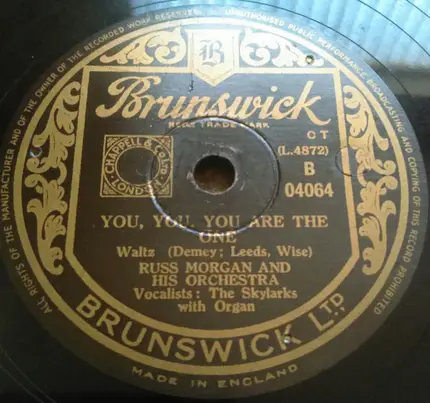 ALL RIGHTS OF THE MANUFACTURER AND OF THE OWNER OF THE RECORDED WORK RESERVED. UNAUTHORISED PUBLIC PERFORMANCE, BROADCASTING AND COPYING OF THIS RECORD PROHIBITED
B
Brunswick
REGD TRADE MARK
CHAPPELL & Co Ltd
LONDON
CT
(L.4872)
B
04064
YOU, YOU, YOU ARE THE
ONE
Waltz (Demey; Leeds, Wise)
RUSS MORGAN AND
HIS ORCHESTRA
Vocalists: The Skylarks
with Organ
BRUNSWICK LTD.
MADE IN ENGLAND